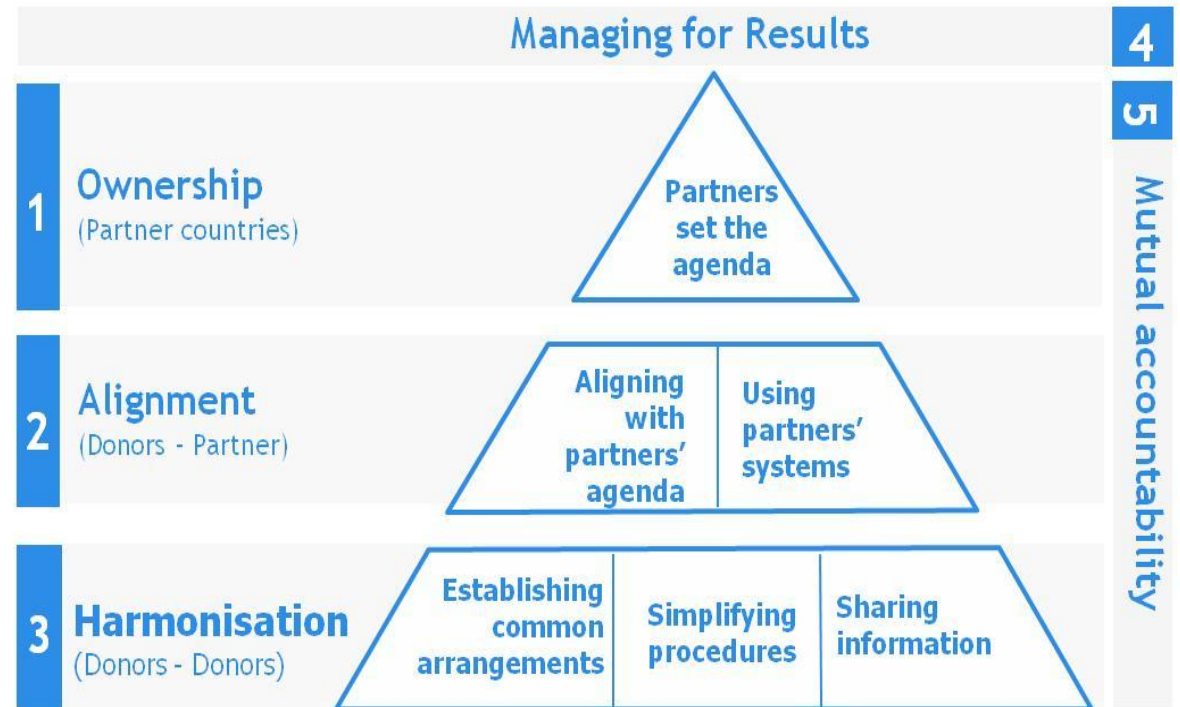 Managing for Results
4
5
Mutual accountability
1
Ownership
(Partner countries)
Partners
set the
agenda
2
Alignment
(Donors - Partner)
Aligning
with
partners'
agenda
Using
partners'
systems
3
Harmonisation
(Donors - Donors)
Establishing
common
arrangements
Simplifying
procedures
Sharing
information